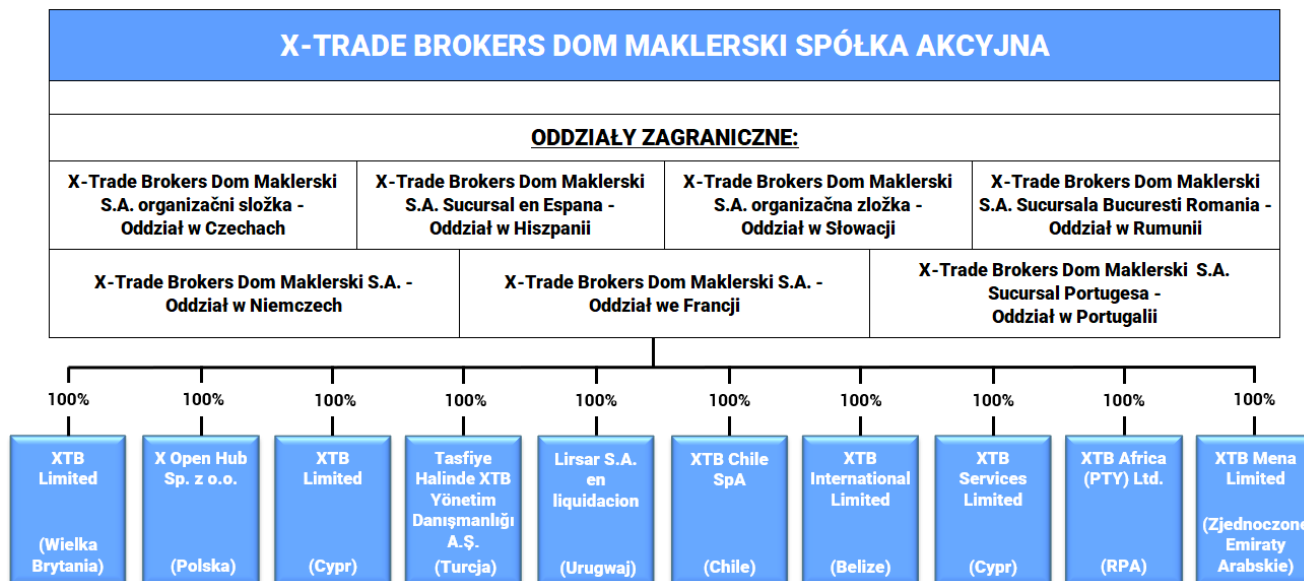 X-TRADE BROKERS DOM MAKLERSKI SPÓŁKA AKCYJNA
ODDZIAŁY ZAGRANICZNE:
X-Trade Brokers Dom Maklerski
S.A. organizačni složka -
Oddział w Czechach
X-Trade Brokers Dom Maklerski
S.A. Sucursal en Espana -
Oddział w Hiszpanii
X-Trade Brokers Dom Maklerski
S.A. organizačna zložka -
Oddział w Słowacji
X-Trade Brokers Dom Maklerski
S.A. Sucursala Bucuresti Romania -
Oddział w Rumunii
X-Trade Brokers Dom Maklerski S.A. -
Oddział w Niemczech
X-Trade Brokers Dom Maklerski S.A. -
Oddział we Francji
X-Trade Brokers Dom Maklerski S.A.
Sucursal Portugesa -
Oddział w Portugalii
100%
100%
100%
100%
100%
100%
100%
100%
100%
100%
XTB
Limited
(Wielka
Brytania)
X Open Hub
Sp. z o.o.
(Polska)
XTB
Limited
(Cypr)
Tasfiye
Halinde XTB
Yönetim
Danışmanlığı
A.Ş.
(Turcja)
Lirsar S.A.
en
liquidacion
(Urugwaj)
XTB Chile
SpA
(Chile)
XTB
International
Limited
(Belize)
XTB
Services
Limited
(Cypr)
XTB Africa
(PTY) Ltd.
(RPA)
XTB Mena
Limited
(Zjednoczone
Emiraty
Arabskie)